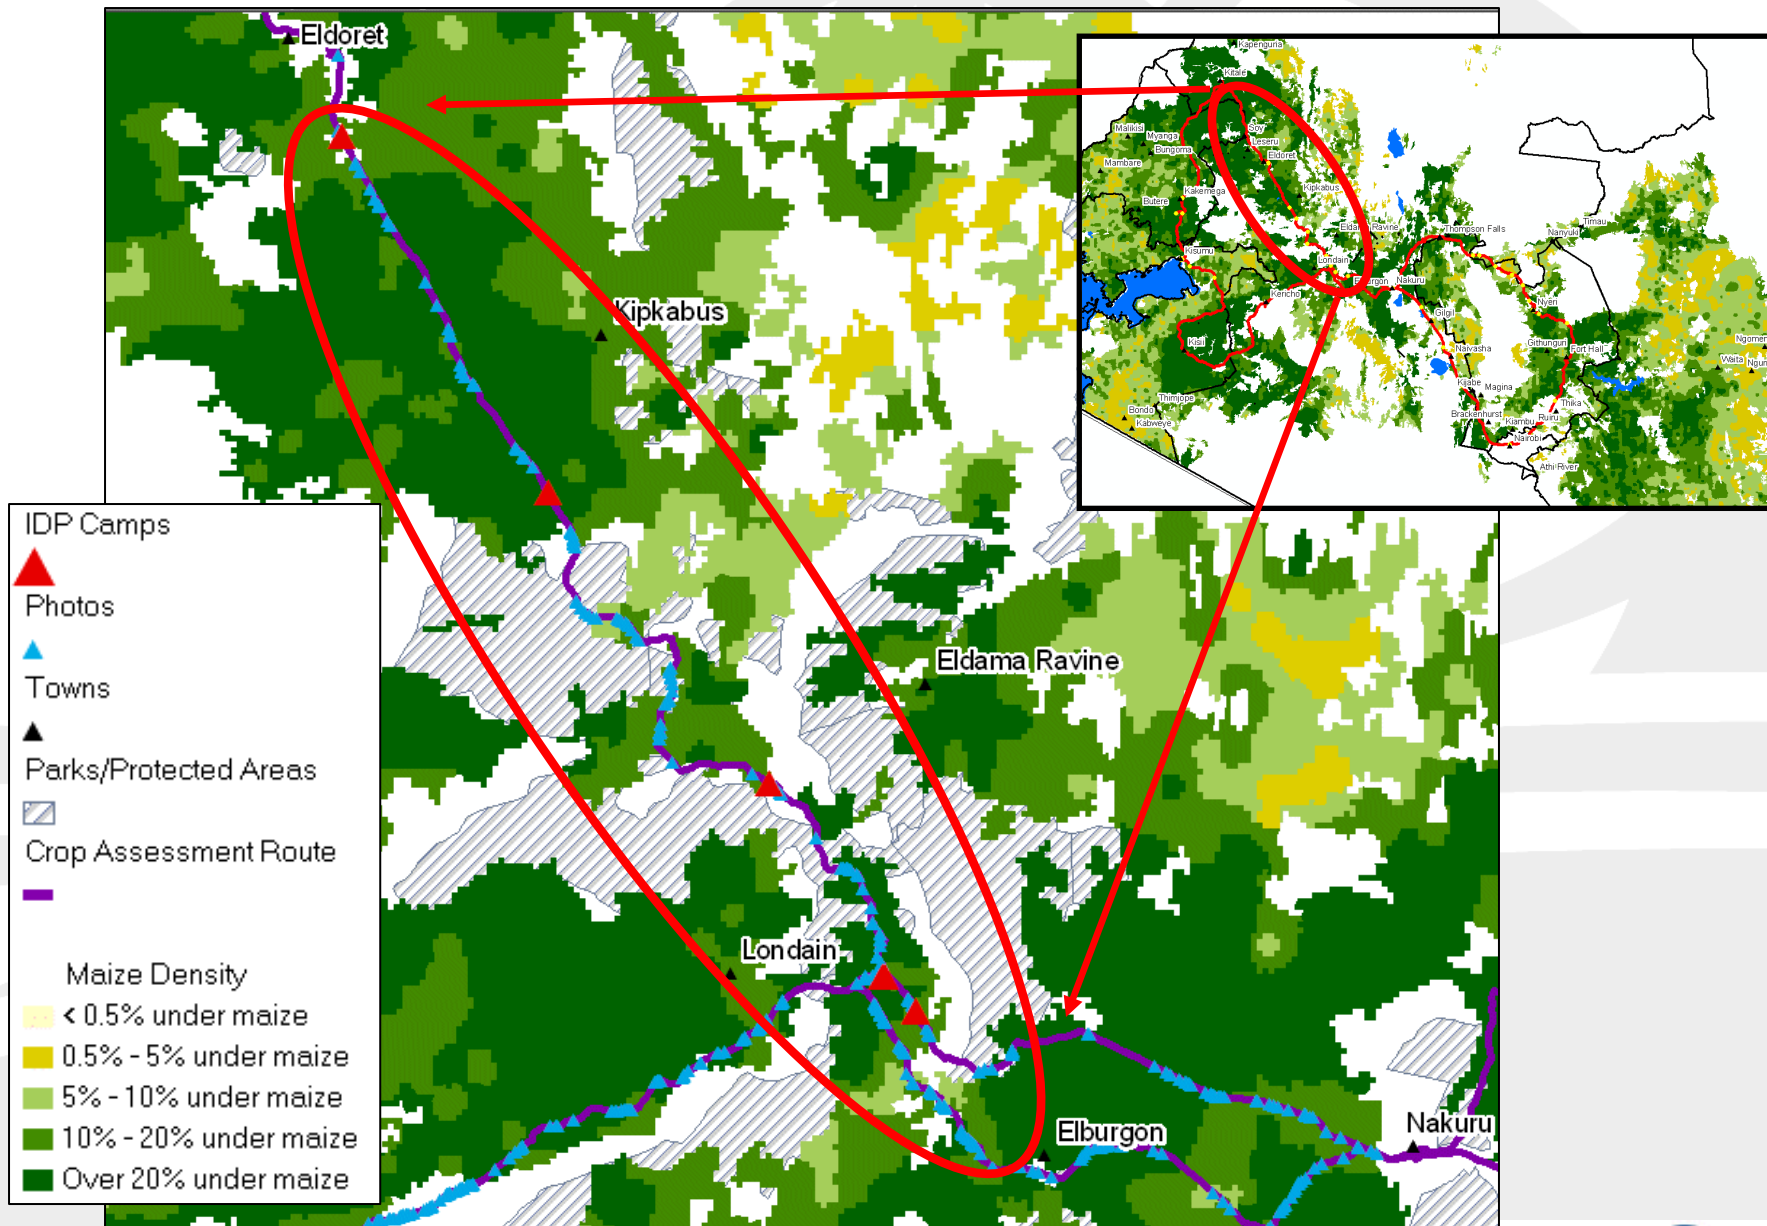 Eldoret
Kipkabus
Eldama Ravine
Londain
Elburgon
Nakuru
IDP Camps
Photos
Towns
Parks/Protected Areas
Crop Assessment Route
Maize Density
< 0.5% under maize
0.5% - 5% under maize
5% - 10% under maize
10% - 20% under maize
Over 20% under maize
Kapenguria
Kitale
Malikisi
Myanga
Soy
Leseru
Bungoma
Eldoret
Mambare
Kakemega
Kipkabus
Butere
Timau
Thompson Falls
Nanyuki
Kisumu
Londain
Nakuru
Kericho
Nyeri
Gilgil
Kisii
Githunguri
Fort Hall
Ngomen
Naivasha
Waita
Kijabe
Magina
Thimjope
Thika
Bondo
Brackenhurst
Ruiru
Kabweye
Kiambu
Nairobi
Athi River